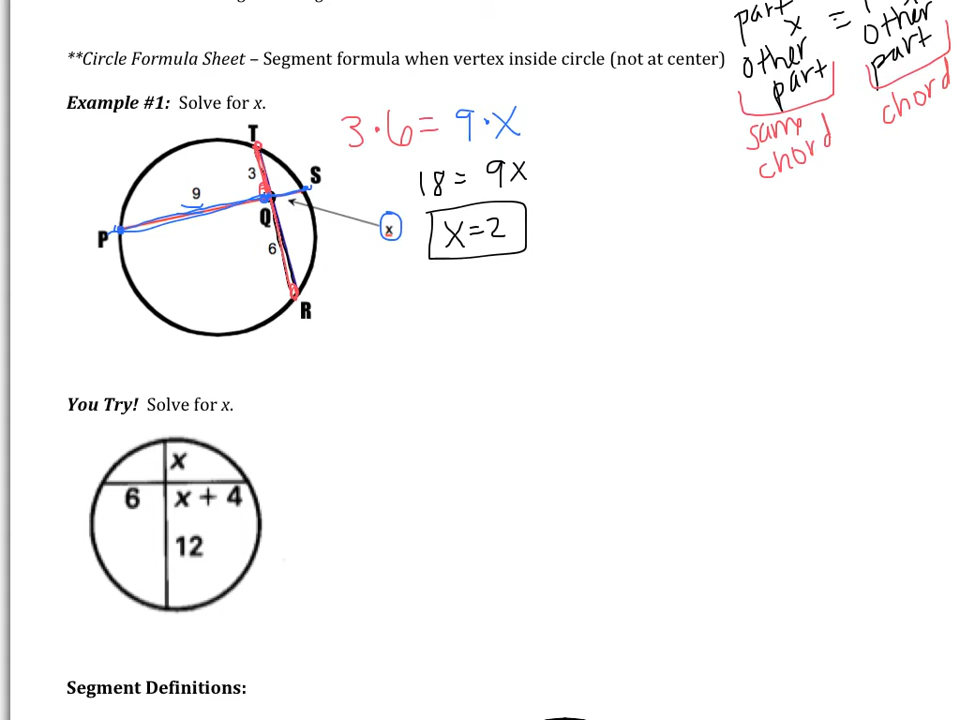 part
x
other
part
=
other
part
same
chord
chord
**Circle Formula Sheet – Segment formula when vertex inside circle (not at center)
Example #1: Solve for x.
3·6= 9·X
18= 9X
X=2
T
3
S
9
Q
P
x
6
R
You Try! Solve for x.
x
6 x + 4
12
Segment Definitions: